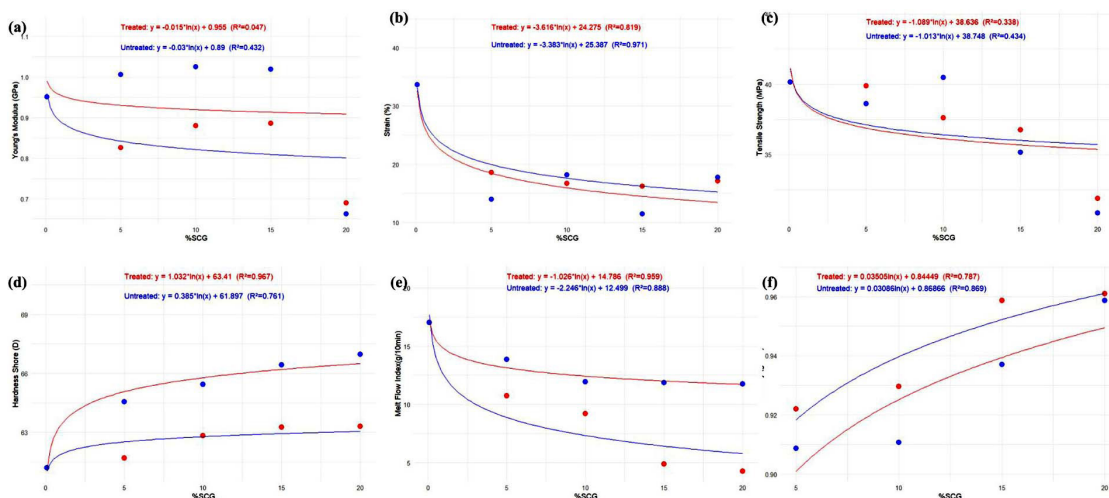 (a)
Treated: y = -0.015*ln(x) + 0.955 (R²=0.047)
Untreated: y = -0.03*ln(x) + 0.89 (R²=0.432)
Young's Modulus (GPa)
1.0
0.9
0.8
0.7
0
5
10
15
20
%SCG
(b)
Treated: y = -3.616*ln(x) + 24.275 (R²=0.819)
Untreated: y = -3.383*ln(x) + 25.387 (R²=0.971)
Strain (%)
40
30
20
10
0
5
10
15
20
%SCG
(c)
Treated: y = -1.089*ln(x) + 38.636 (R²=0.338)
Untreated: y = -1.013*ln(x) + 38.748 (R²=0.434)
Tensile Strength (MPa)
40
35
0
5
10
15
20
%SCG
(d)
Treated: y = 1.032*ln(x) + 63.41 (R²=0.967)
Untreated: y = 0.385*ln(x) + 61.897 (R²=0.761)
Hardness Shore (D)
69
66
63
0
5
10
15
20
%SCG
(e)
Treated: y = -1.026*ln(x) + 14.786 (R²=0.959)
Untreated: y = -2.246*ln(x) + 12.499 (R²=0.888)
Melt Flow Index(g/10min)
20
15
10
5
0
5
10
15
20
%SCG
(f)
Treated: y = 0.03505ln(x) + 0.84449 (R²=0.787)
Untreated: y = 0.03086ln(x) + 0.86866 (R²=0.869)
0.96
0.94
0.92
0.90
5
10
15
20
%SCG